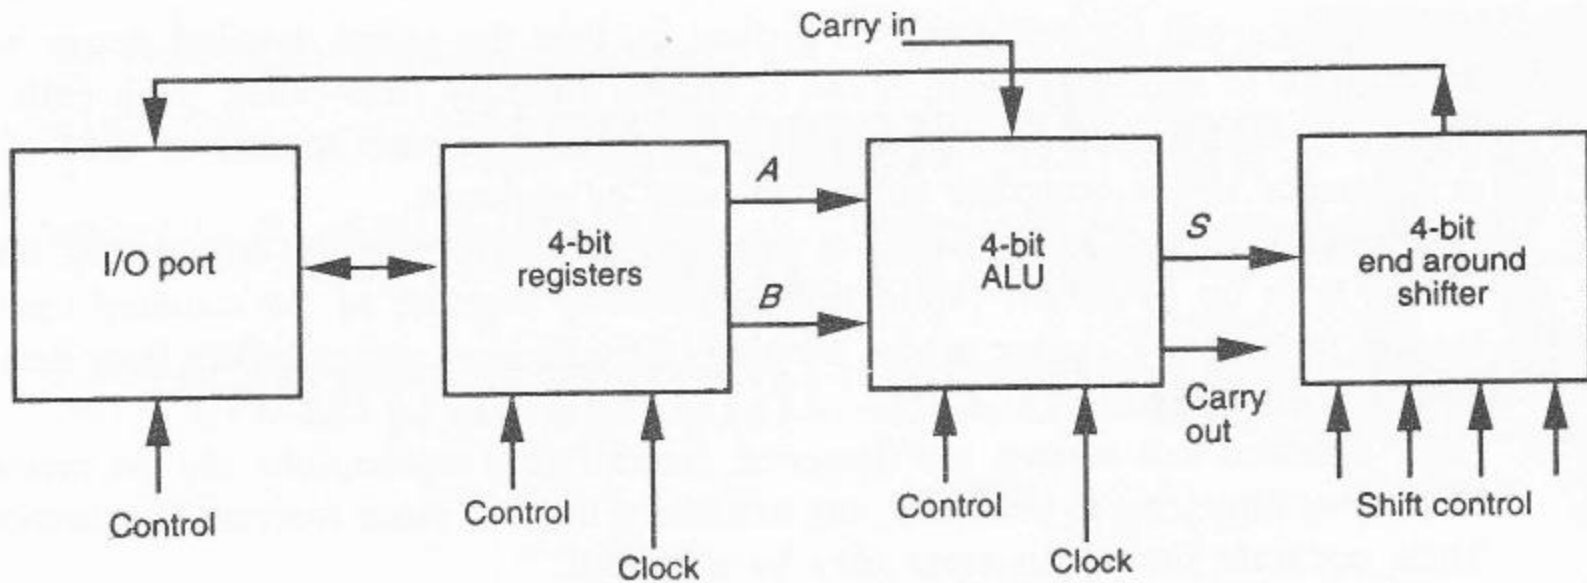 Carry in
I/O port
4-bit
registers
A
B
4-bit
ALU
S
Carry
out
4-bit
end around
shifter
Control
Control
Clock
Control
Clock
Shift control